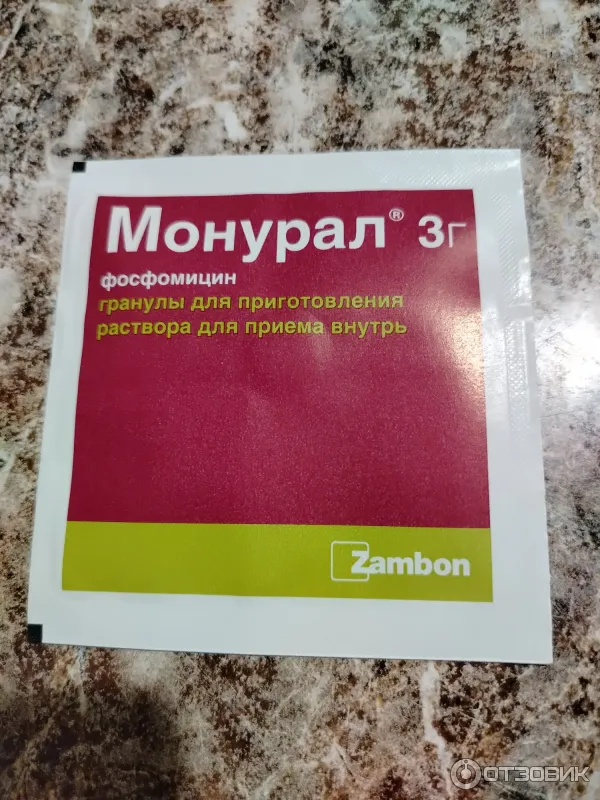 Монурал® 3г
фосфомицин
гранулы для приготовления
раствора для приема внутрь
Zambon
ОТЗОВИК